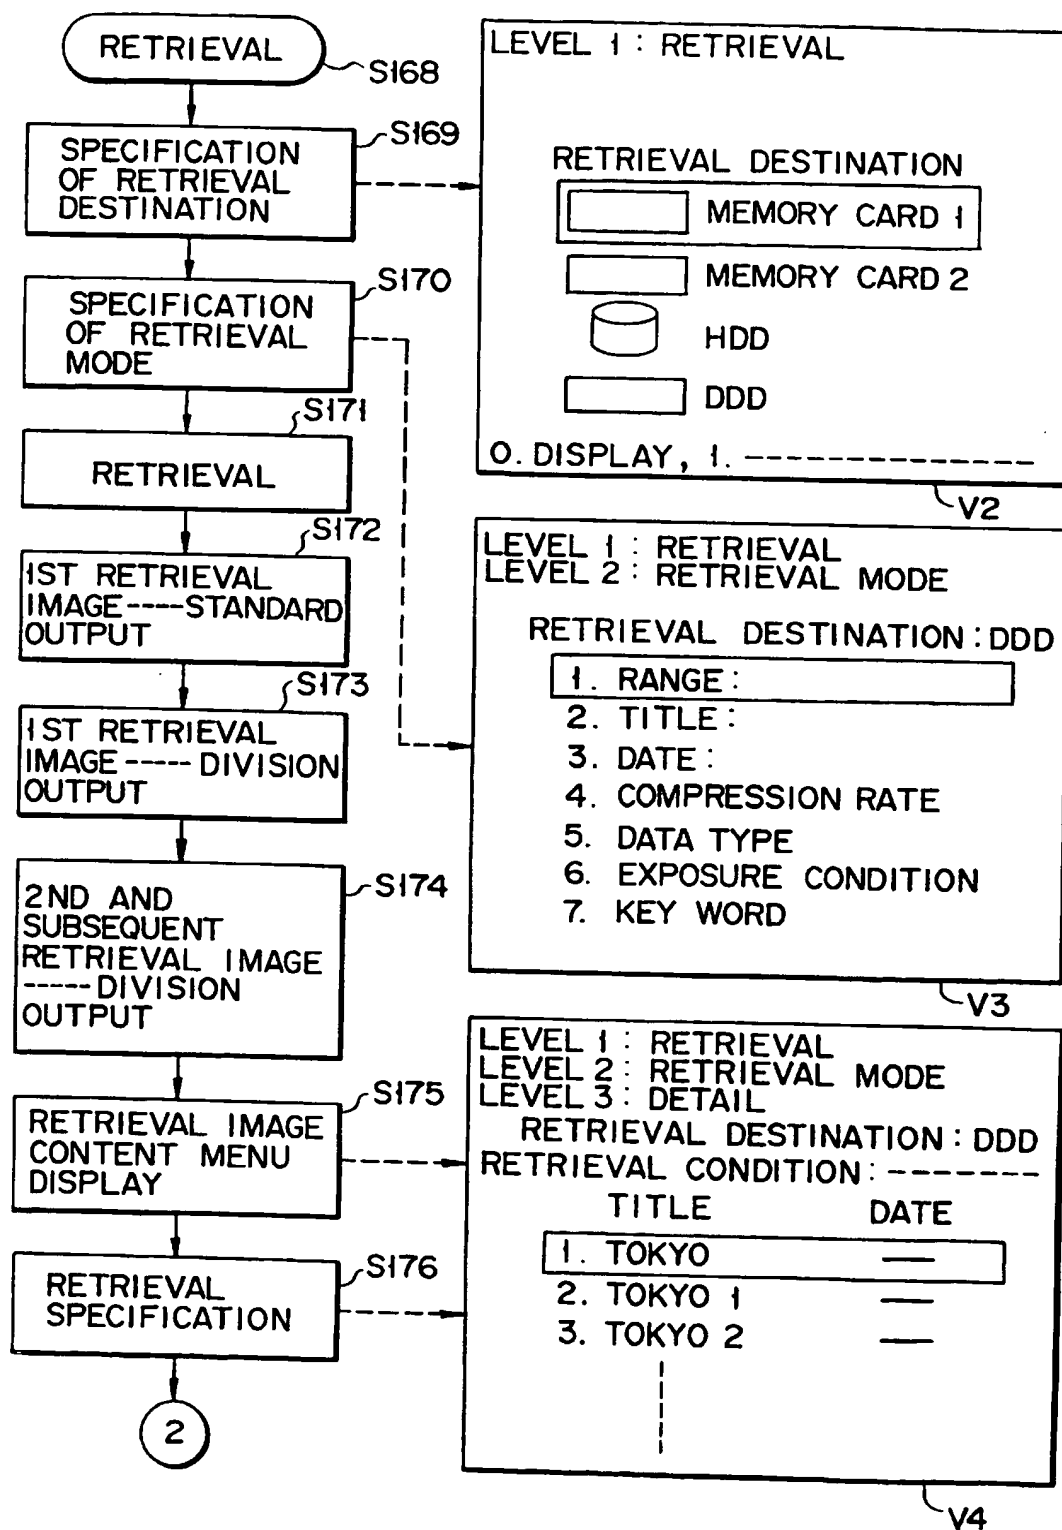 RETRIEVAL
S168
S169
SPECIFICATION
OF RETRIEVAL
DESTINATION
S170
SPECIFICATION
OF RETRIEVAL
MODE
S171
RETRIEVAL
S172
1ST RETRIEVAL
IMAGE----STANDARD
OUTPUT
S173
1ST RETRIEVAL
IMAGE-----DIVISION
OUTPUT
S174
2ND AND
SUBSEQUENT
RETRIEVAL IMAGE
-----DIVISION
OUTPUT
S175
RETRIEVAL IMAGE
CONTENT MENU
DISPLAY
S176
RETRIEVAL
SPECIFICATION
2
LEVEL 1: RETRIEVAL
RETRIEVAL DESTINATION
MEMORY CARD 1
MEMORY CARD 2
HDD
DDD
0. DISPLAY, 1. --------------
V2
LEVEL 1: RETRIEVAL
LEVEL 2: RETRIEVAL MODE
RETRIEVAL DESTINATION: DDD
1. RANGE:
2. TITLE:
3. DATE:
4. COMPRESSION RATE
5. DATA TYPE
6. EXPOSURE CONDITION
7. KEY WORD
V3
LEVEL 1: RETRIEVAL
LEVEL 2: RETRIEVAL MODE
LEVEL 3: DETAIL
RETRIEVAL DESTINATION: DDD
RETRIEVAL CONDITION: -------
TITLE DATE
1. TOKYO —
2. TOKYO 1 —
3. TOKYO 2 —
V4